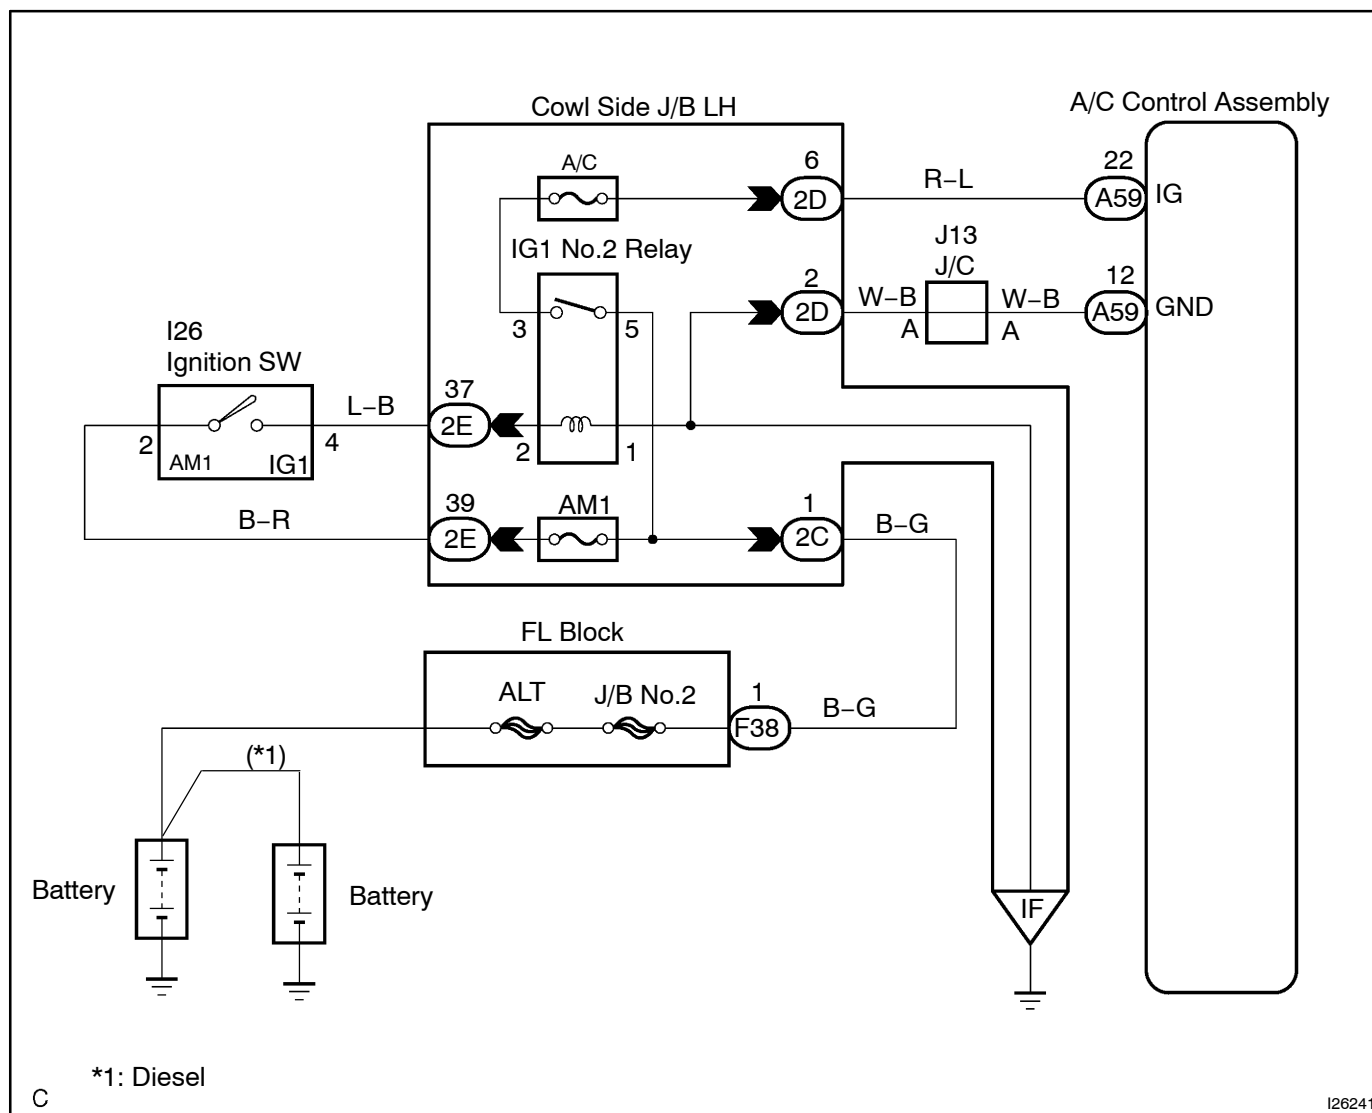 Cowl Side J/B LH
A/C Control Assembly
A/C
6
2D
R−L
22
A59
IG
IG1 No.2 Relay
3
5
2
2D
W−B
A
J13
J/C
W−B
A
12
A59
GND
I26
Ignition SW
2
AM1
IG1
4
L−B
37
2E
2
1
B−R
39
2E
AM1
1
2C
B−G
FL Block
ALT
J/B No.2
1
F38
B−G
(*1)
Battery
Battery
IF
*1: Diesel
C
I26241